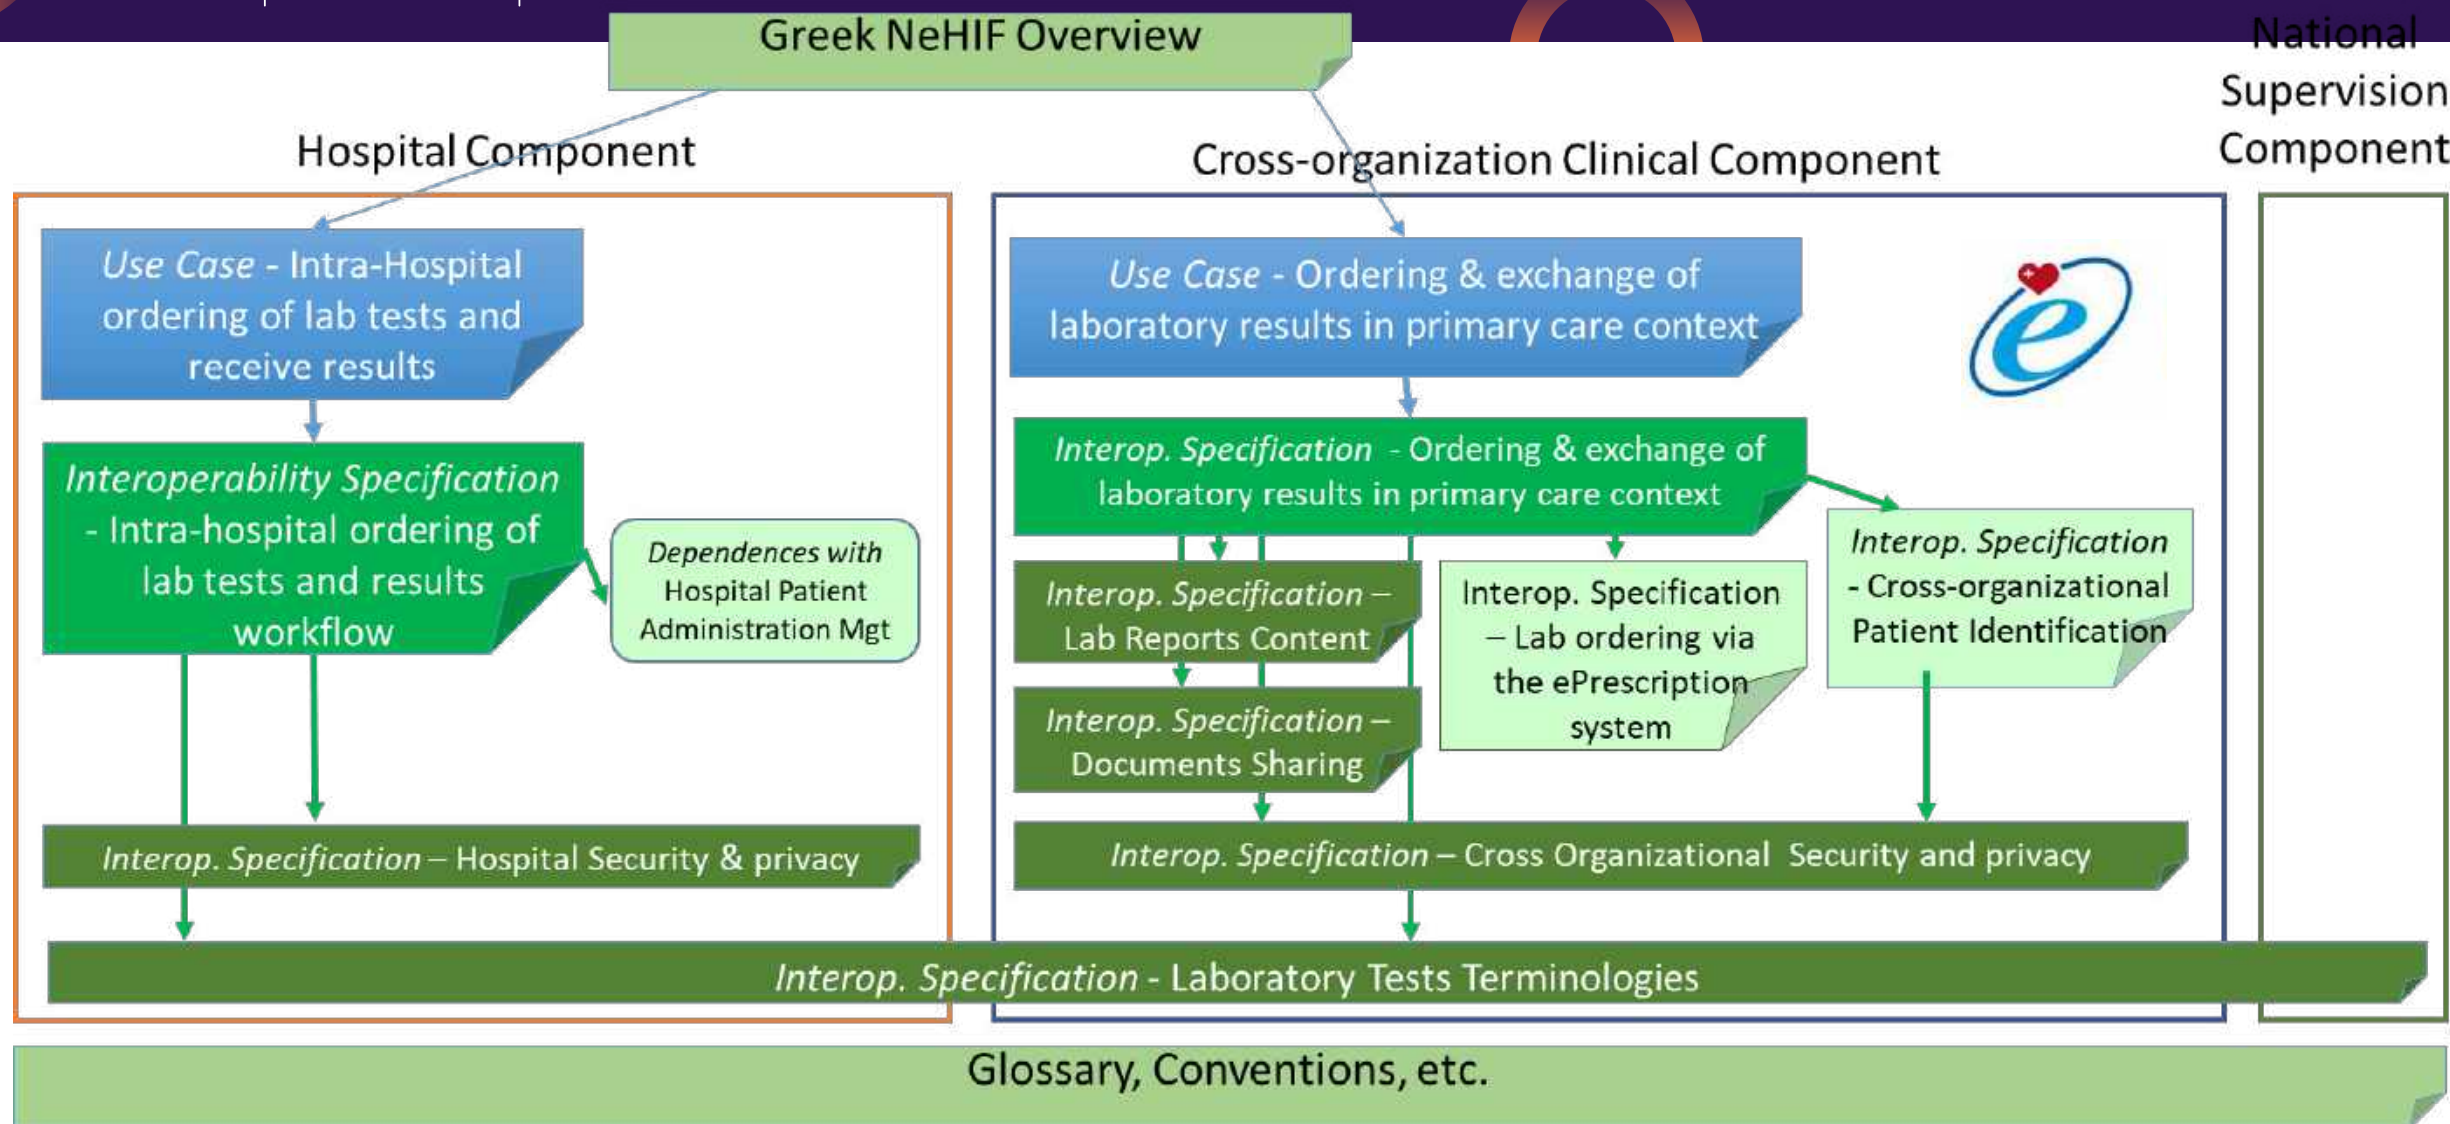 Greek NeHIF Overview
National
Supervision
Component
Hospital Component
Cross-organization Clinical Component
Use Case - Intra-Hospital
ordering of lab tests and
receive results
Interoperability Specification
- Intra-hospital ordering of
lab tests and results
workflow
Dependences with
Hospital Patient
Administration Mgt
Interop. Specification – Hospital Security & privacy
Use Case - Ordering & exchange of
laboratory results in primary care context
e
Interop. Specification - Ordering & exchange of
laboratory results in primary care context
Interop. Specification –
Lab Reports Content
Interop. Specification –
Documents Sharing
Interop. Specification
– Lab ordering via
the ePrescription
system
Interop. Specification
- Cross-organizational
Patient Identification
Interop. Specification – Cross Organizational Security and privacy
Interop. Specification - Laboratory Tests Terminologies
Glossary, Conventions, etc.